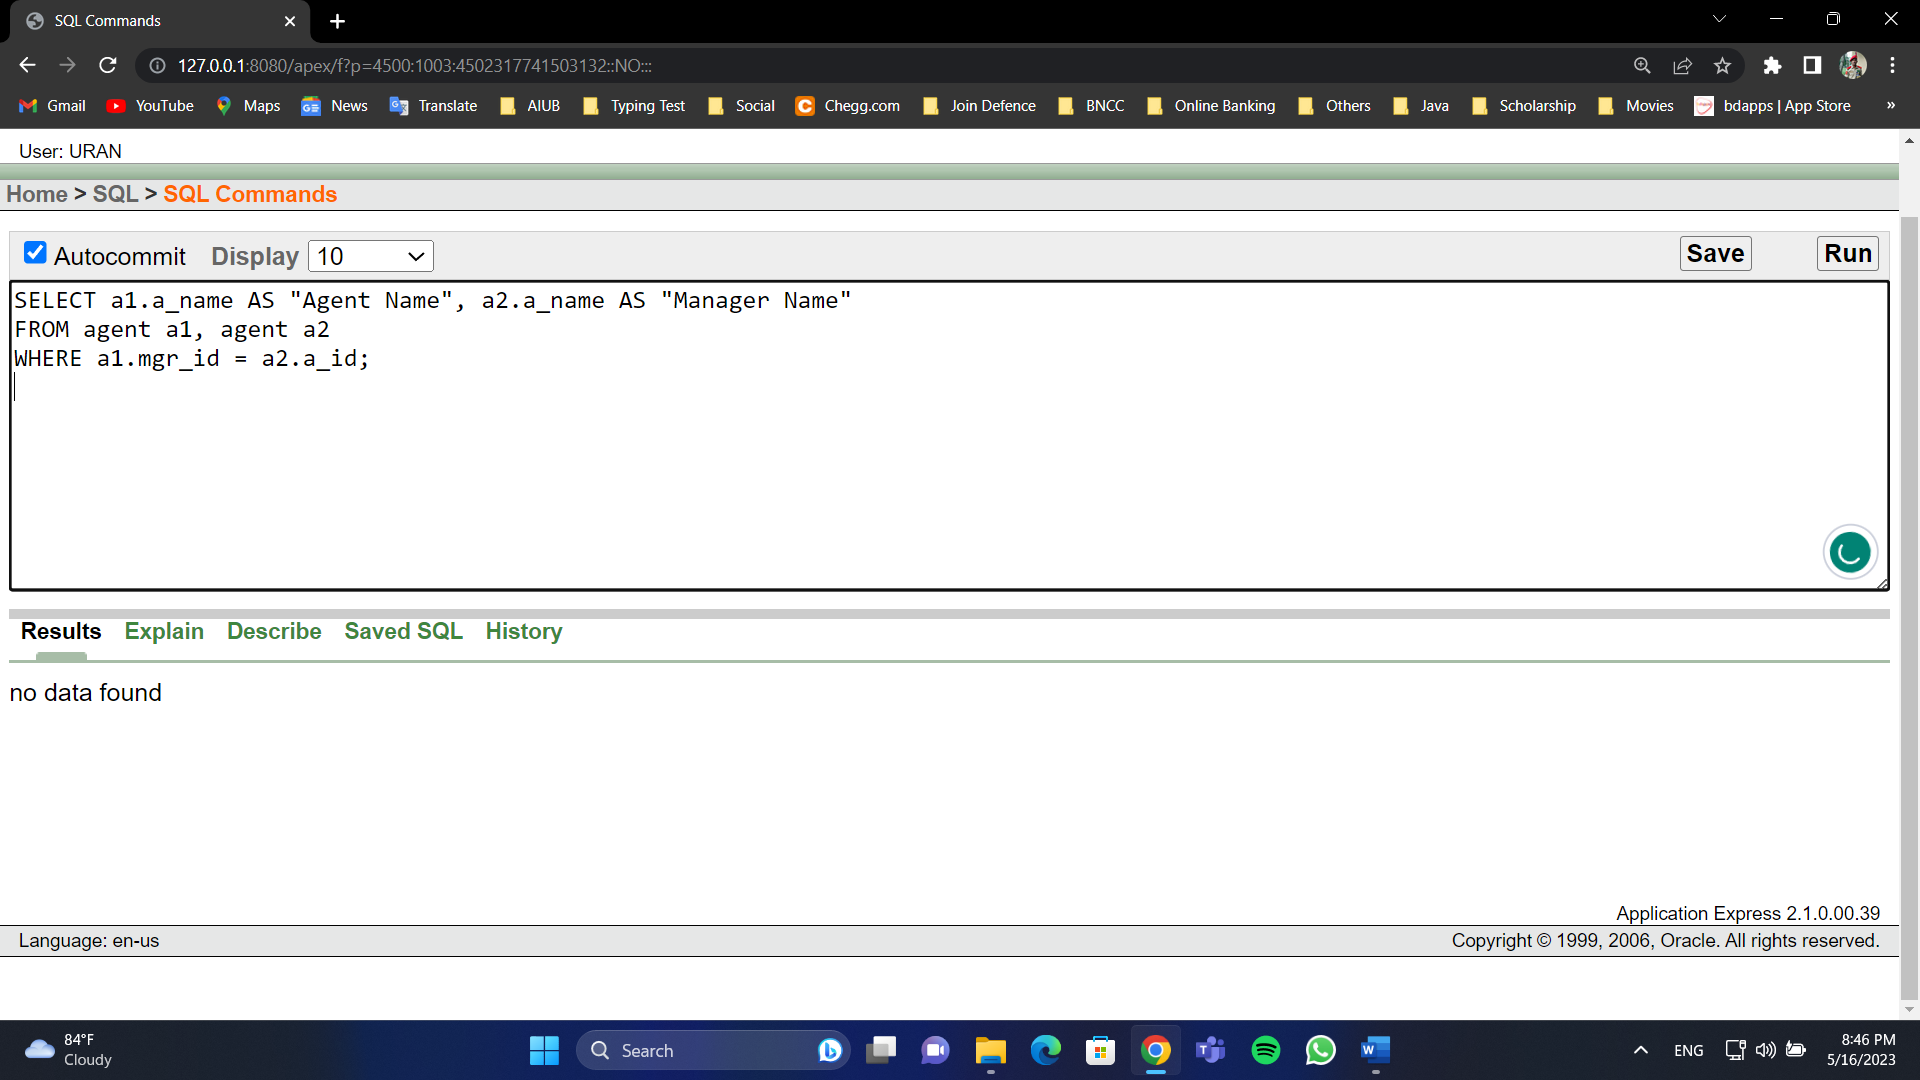 SQL Commands
127.0.0.1:8080/apex/f?p=4500:1003:4502317741503132::NO:::
Gmail YouTube Maps News Translate AIUB Typing Test Social Chegg.com Join Defence BNCC Online Banking Others Java Scholarship Movies bdapps | App Store »
User: URAN
Home > SQL > SQL Commands
Autocommit Display 10 Save Run
SELECT a1.a_name AS "Agent Name", a2.a_name AS "Manager Name"
FROM agent a1, agent a2
WHERE a1.mgr_id = a2.a_id;
Results Explain Describe Saved SQL History
no data found
Application Express 2.1.0.00.39
Language: en-us Copyright © 1999, 2006, Oracle. All rights reserved.
84°F
Cloudy
Search
ENG
8:46 PM
5/16/2023